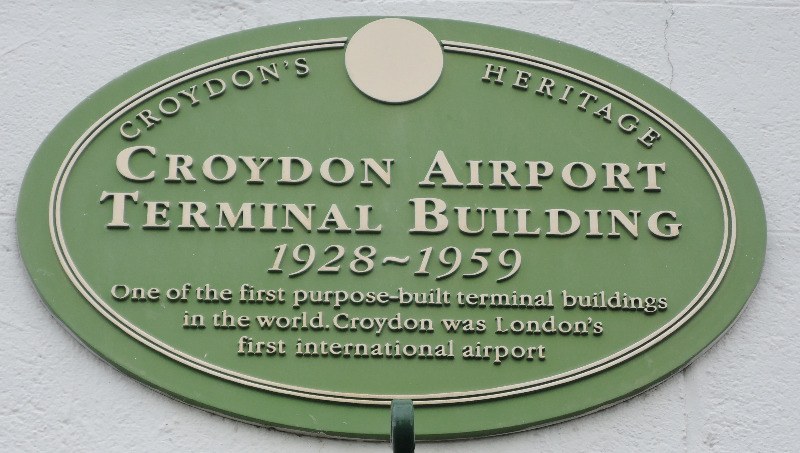 CROYDON'S HERITAGE
CROYDON AIRPORT
TERMINAL BUILDING
1928~1959
One of the first purpose-built terminal buildings
in the world. Croydon was London's
first international airport